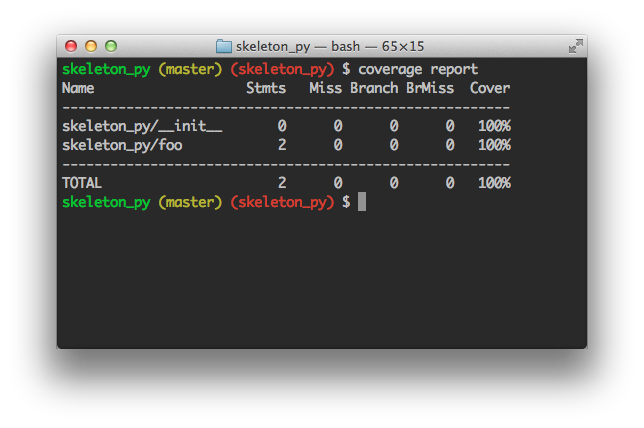 skeleton_py — bash — 65×15
skeleton_py (master) (skeleton_py) $ coverage report
Name                   Stmts   Miss Branch BrMiss  Cover
--------------------------------------------------------
skeleton_py/__init__       0      0      0      0   100%
skeleton_py/foo            2      0      0      0   100%
--------------------------------------------------------
TOTAL                      2      0      0      0   100%
skeleton_py (master) (skeleton_py) $